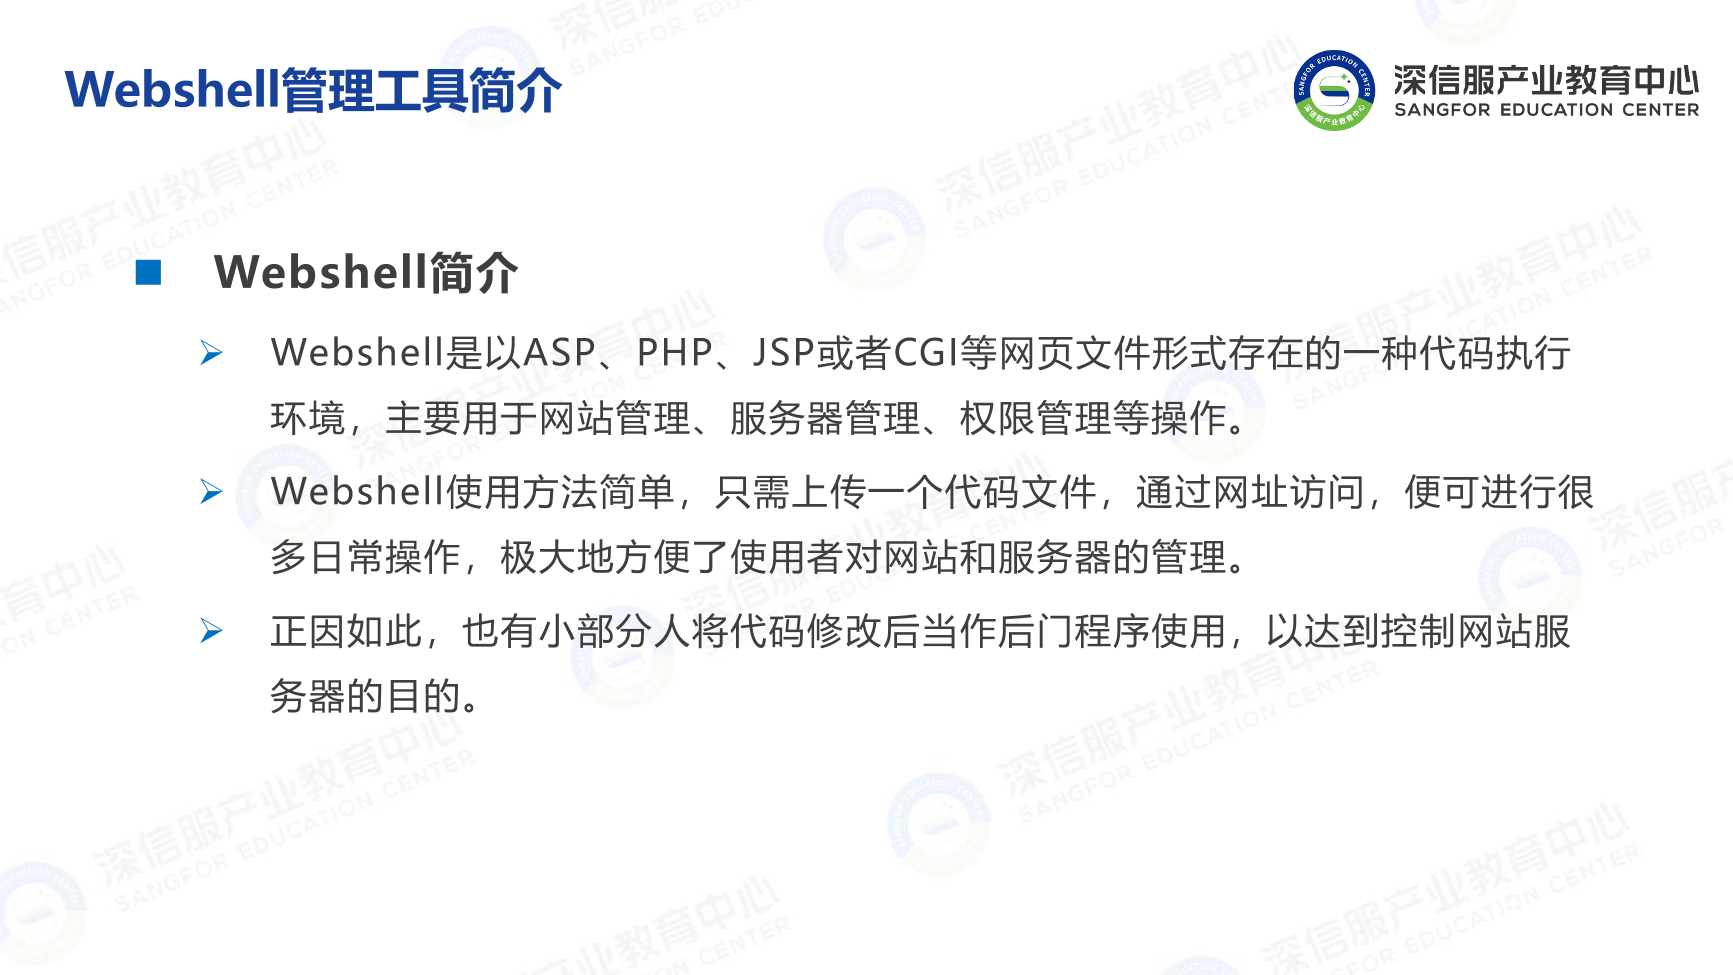 Webshell管理工具简介
深信服产业教育中心
SANGFOR EDUCATION CENTER
Webshell简介
Webshell是以ASP、PHP、JSP或者CGI等网页文件形式存在的一种代码执行
环境，主要用于网站管理、服务器管理、权限管理等操作。
Webshell使用方法简单，只需上传一个代码文件，通过网址访问，便可进行很
多日常操作，极大地方便了使用者对网站和服务器的管理。
正因如此，也有小部分人将代码修改后当作后门程序使用，以达到控制网站服
务器的目的。